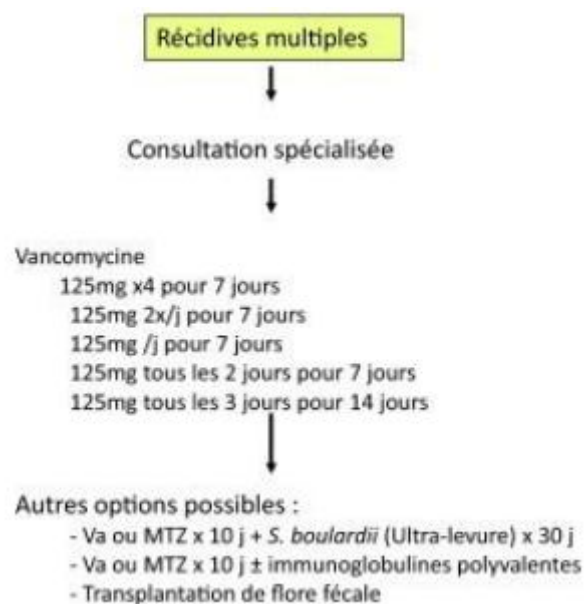 Récidives multiples
Consultation spécialisée
Vancomycine
125mg x4 pour 7 jours
125mg 2x/j pour 7 jours
125mg /j pour 7 jours
125mg tous les 2 jours pour 7 jours
125mg tous les 3 jours pour 14 jours
Autres options possibles :
- Va ou MTZ x 10 j + S. boulardii (Ultra-levure) x 30 j
- Va ou MTZ x 10 j ± immunoglobulines polyvalentes
- Transplantation de flore fécale